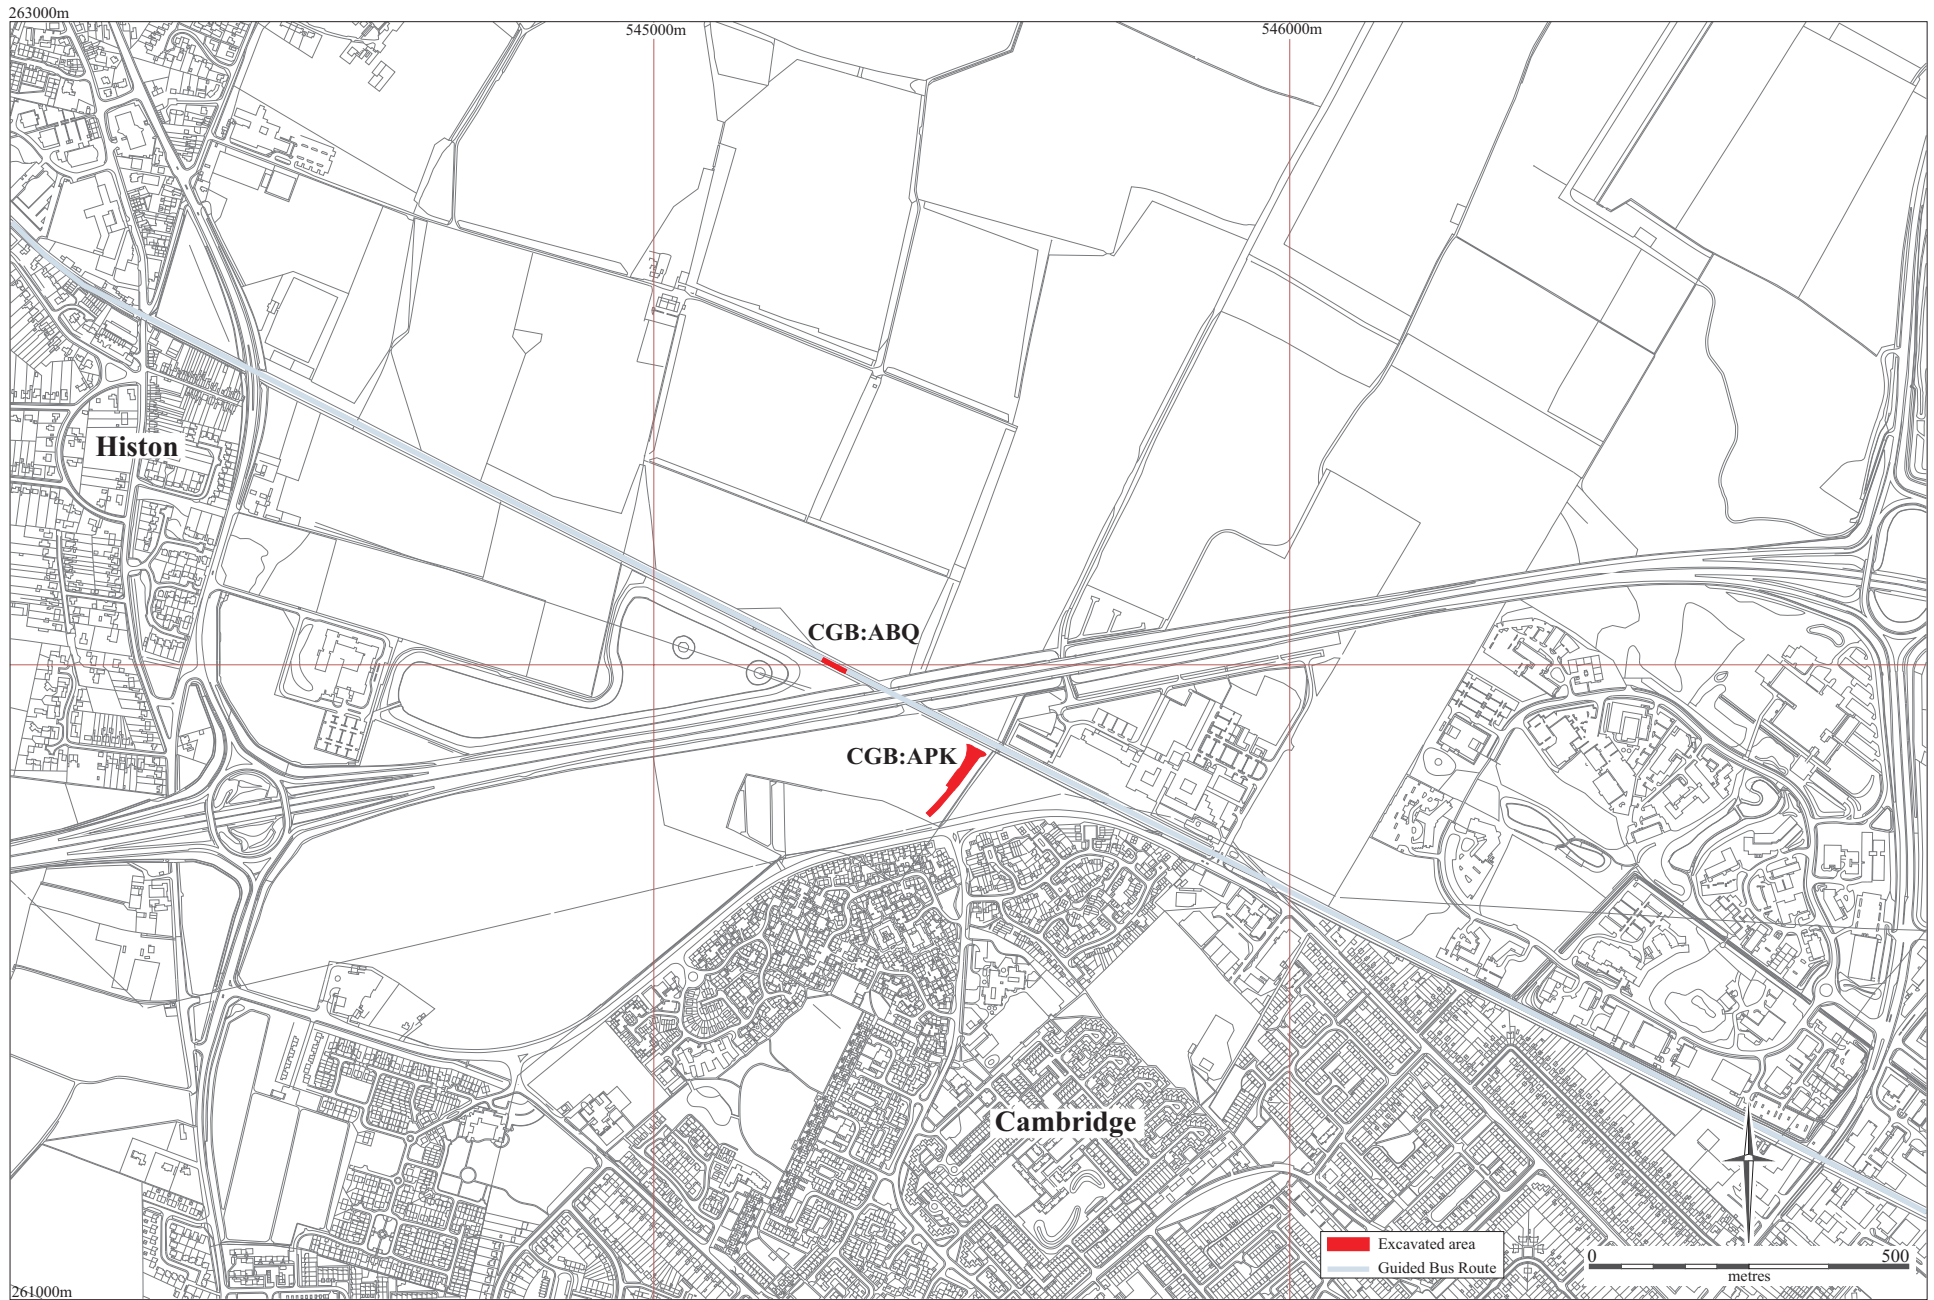 263000m
545000m
546000m
Histon
CGB:ABQ
CGB:APK
Cambridge
Excavated area
Guided Bus Route
0 500
metres
261000m